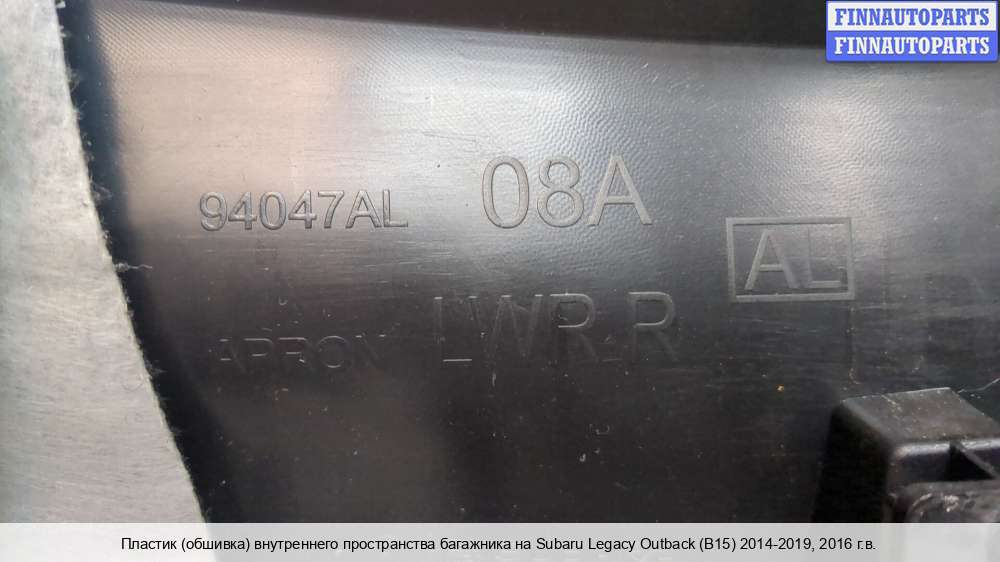 FINNAUTOPARTS
FINNAUTOPARTS
94047AL 08A
AL
APRON LWR R
Пластик (обшивка) внутреннего пространства багажника на Subaru Legacy Outback (B15) 2014-2019, 2016 г.в.